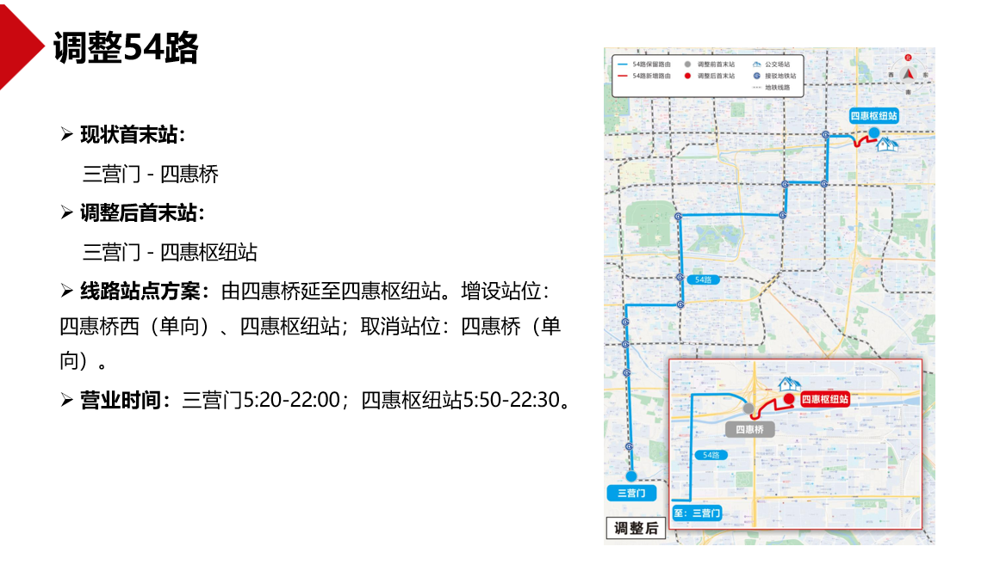 调整54路
➢ 现状首末站：
三营门 - 四惠桥
➢ 调整后首末站：
三营门 - 四惠枢纽站
➢ 线路站点方案：由四惠桥延至四惠枢纽站。增设站位：
四惠桥西（单向）、四惠枢纽站；取消站位：四惠桥（单
向）。
➢ 营业时间：三营门5:20-22:00；四惠枢纽站5:50-22:30。
54路保留路由 调整前首末站 公交场站
54路新增路由 调整后首末站 接驳地铁站
地铁线路
北
西 东
南
四惠枢纽站
54路
四惠枢纽站
四惠桥
54路
三营门
至：三营门
调整后